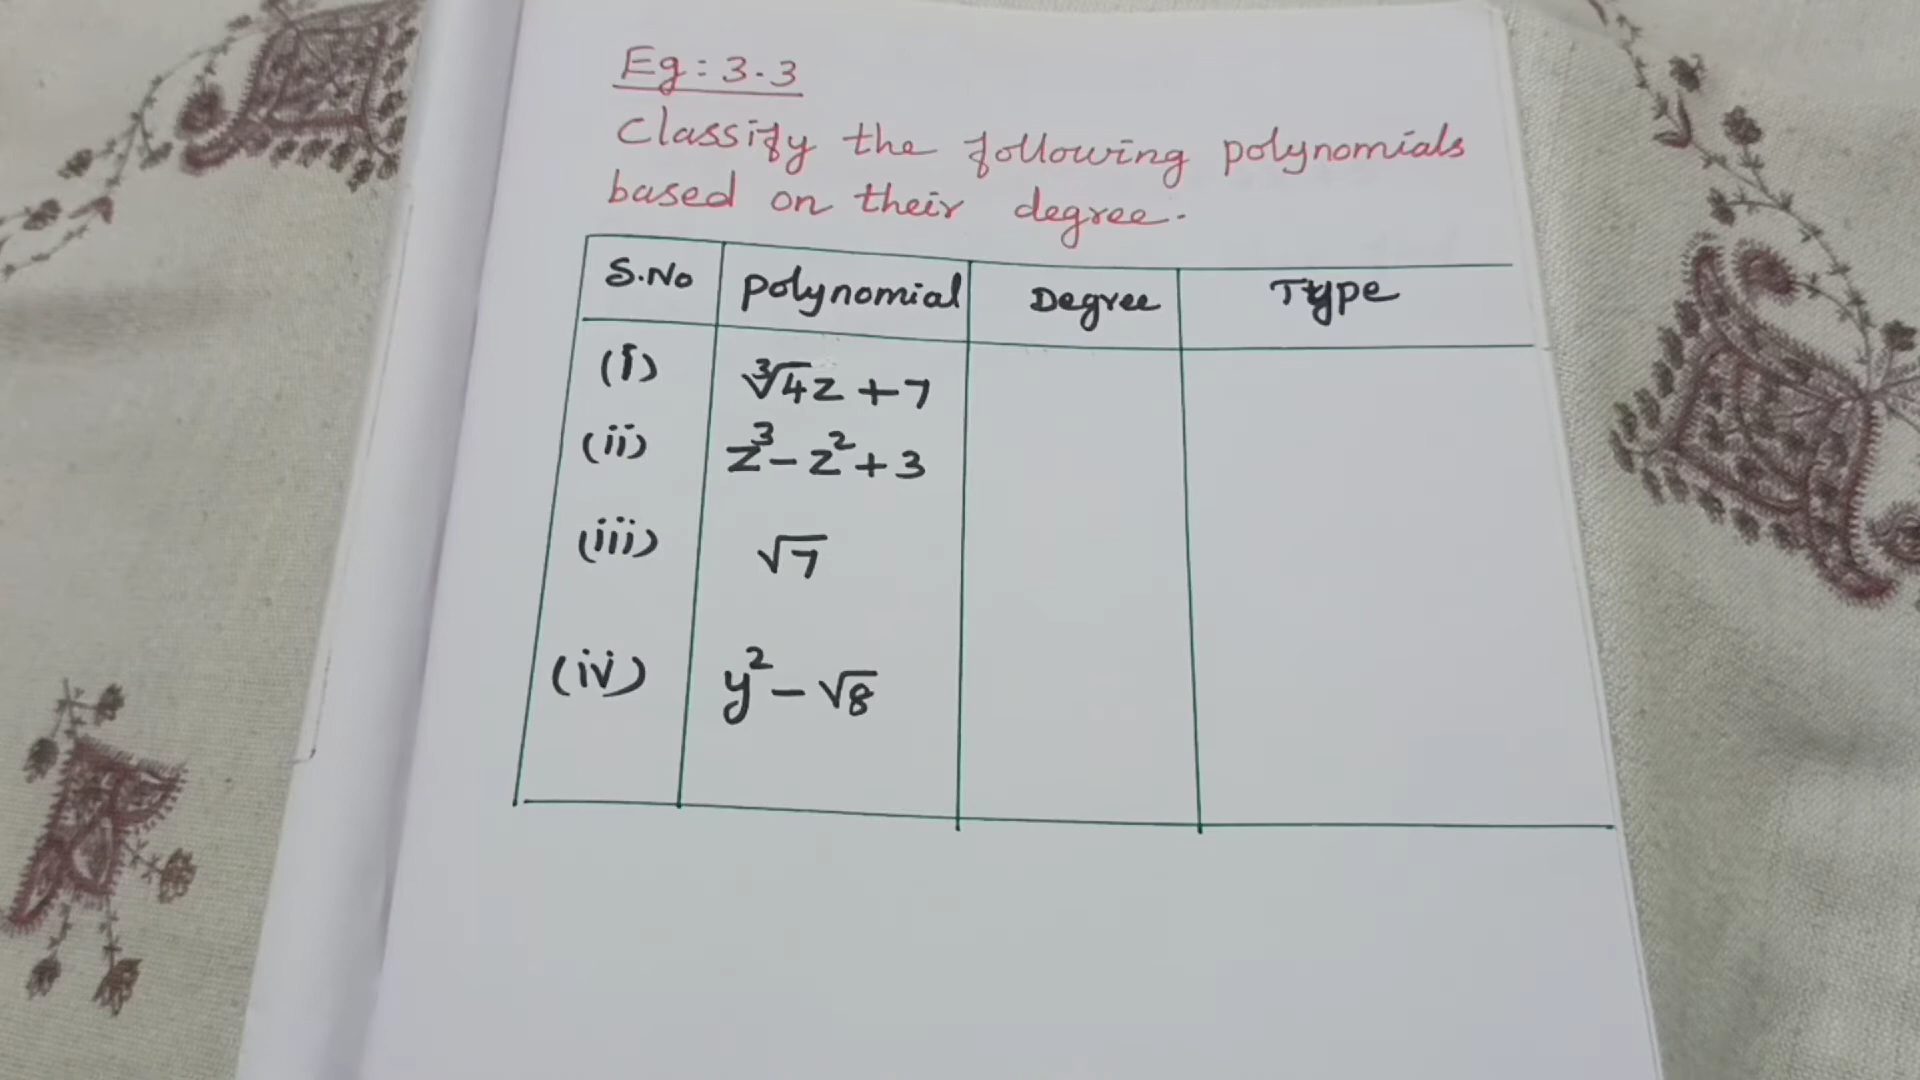 Eg: 3.3
Classify the following polynomials
based on their degree.
S.No polynomial Degree Type
(i) ∛4z + 7
(ii) z³ - z² + 3
(iii) √7
(iv) y² - √8